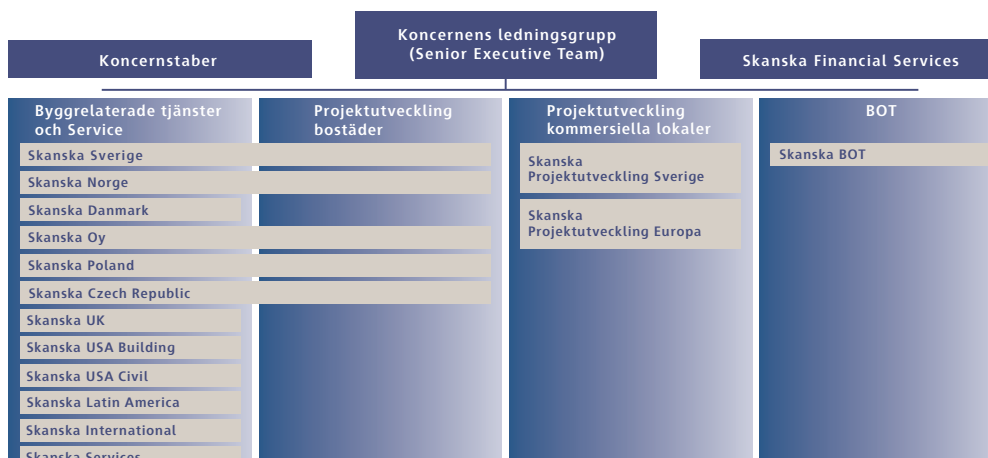 Koncernens ledningsgrupp
(Senior Executive Team)
Koncernstaber
Skanska Financial Services
Byggrelaterade tjänster
och Service
Projektutveckling
bostäder
Projektutveckling
kommersiella lokaler
BOT
Skanska Sverige
Skanska Norge
Skanska Danmark
Skanska Oy
Skanska Poland
Skanska Czech Republic
Skanska UK
Skanska USA Building
Skanska USA Civil
Skanska Latin America
Skanska International
Skanska Services
Skanska
Projektutveckling Sverige
Skanska
Projektutveckling Europa
Skanska BOT